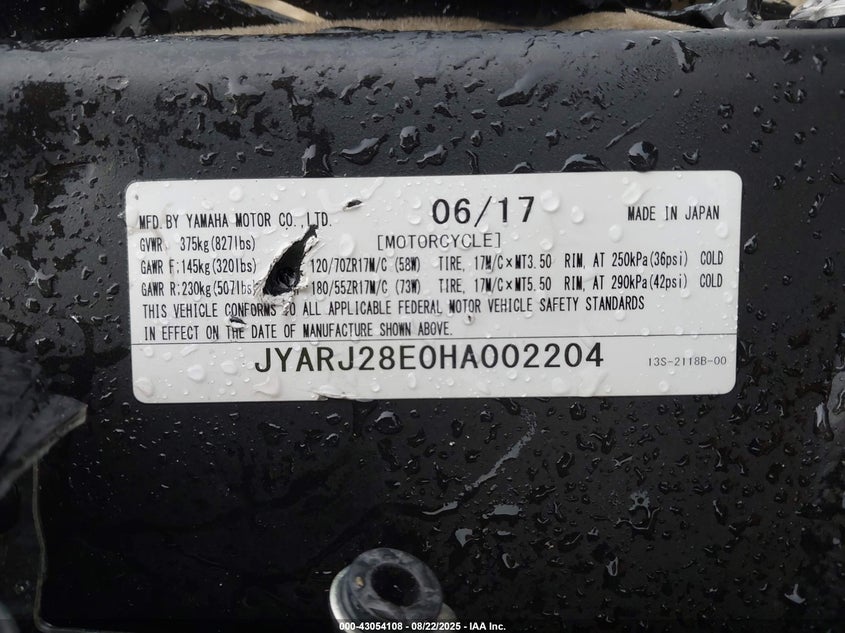 MFD. BY YAMAHA MOTOR CO., LTD. 06/17 MADE IN JAPAN
GVWR 375kg (827lbs) [MOTORCYCLE]
GAWR F:145kg (320lbs) 120/70ZR17M/C (58W) TIRE, 17M/C×MT3.50 RIM, AT 250kPa(36psi) COLD
GAWR R:230kg (507lbs) 180/55ZR17M/C (73W) TIRE, 17M/C×MT5.50 RIM, AT 290kPa(42psi) COLD
THIS VEHICLE CONFORMS TO ALL APPLICABLE FEDERAL MOTOR VEHICLE SAFETY STANDARDS
IN EFFECT ON THE DATE OF MANUFACTURE SHOWN ABOVE.
JYARJ28E0HA002204 13S-2118B-00
000-43054108 - 08/22/2025 - IAA Inc.